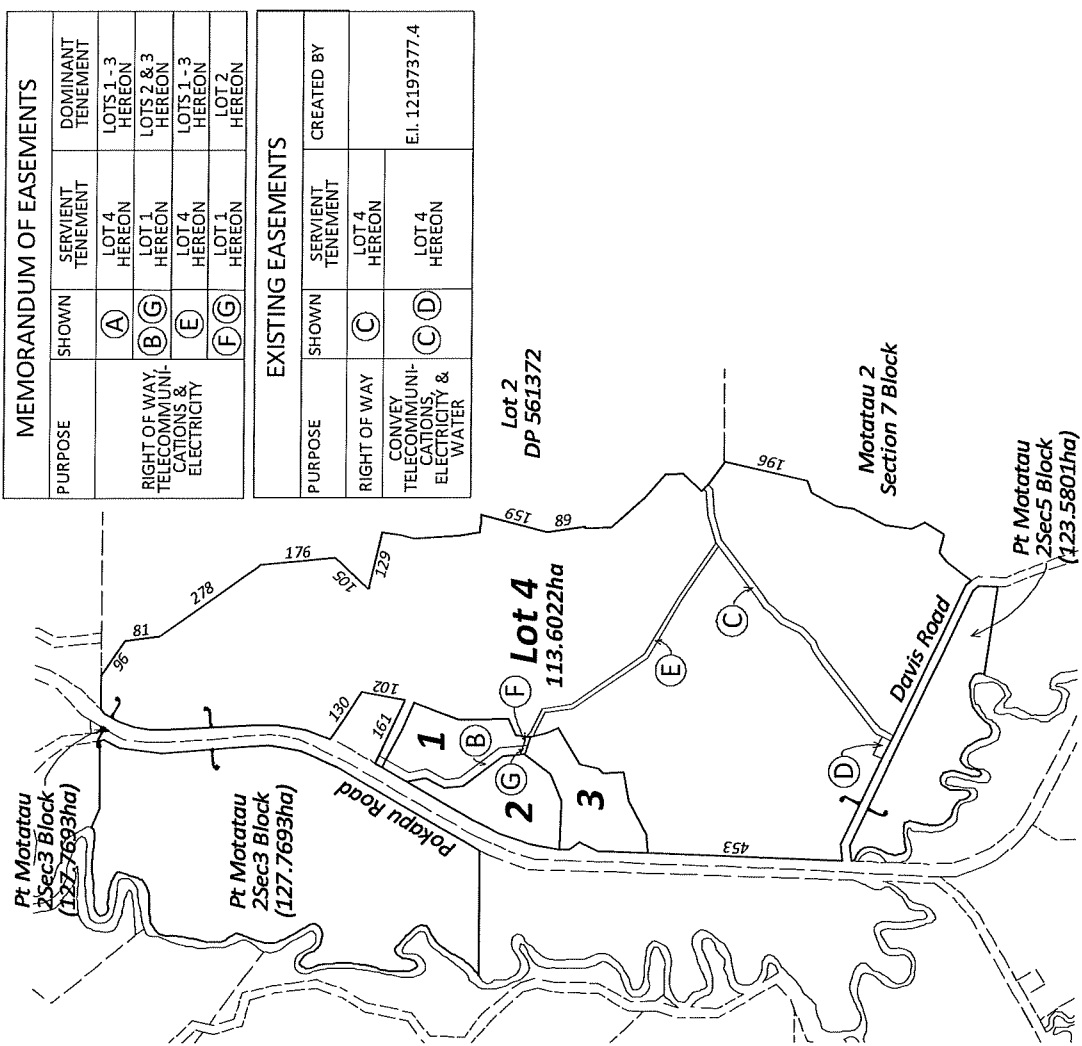 MEMORANDUM OF EASEMENTS
PURPOSE SHOWN SERVIENT TENEMENT DOMINANT TENEMENT
RIGHT OF WAY, TELECOMMUNI-CATIONS & ELECTRICITY
A LOT 4 HEREON LOTS 1 - 3 HEREON
B G LOT 1 HEREON LOTS 2 & 3 HEREON
E LOT 4 HEREON LOTS 1 - 3 HEREON
F G LOT 1 HEREON LOT 2 HEREON
EXISTING EASEMENTS
PURPOSE SHOWN SERVIENT TENEMENT CREATED BY
RIGHT OF WAY C LOT 4 HEREON
CONVEY TELECOMMUNI-CATIONS, ELECTRICITY & WATER C D LOT 4 HEREON E.I. 12197377.4
Pt Motatau
2Sec3 Block
(127.7693ha)
Pt Motatau
2Sec3 Block
(127.7693ha)
Pokapu Road
96
81
278
176
105
129
159
89
196
130
102
161
1
2
3
B
G
F
Lot 4
113.6022ha
E
C
D
453
Davis Road
Lot 2
DP 561372
Motatau 2
Section 7 Block
Pt Motatau
2Sec5 Block
(123.5801ha)